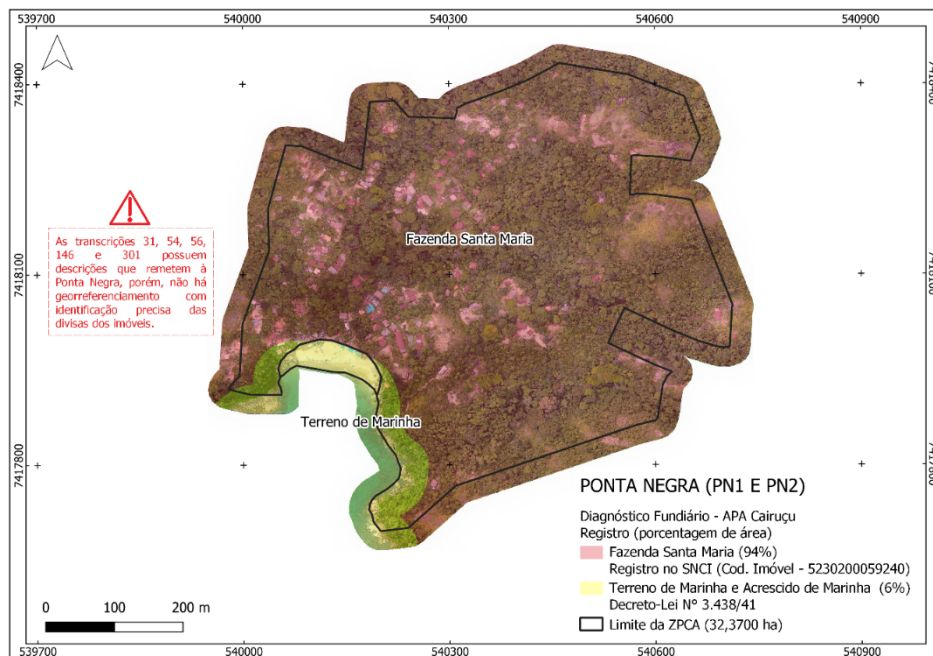 539700 540000 540300 540600 540900
7418400
7418400
Fazenda Santa Maria
As transcrições 31, 54, 56,
146 e 301 possuem
descrições que remetem à
Ponta Negra, porém, não há
georreferenciamento com
identificação precisa das
divisas dos imóveis.
7418100
7418100
Terreno de Marinha
7417800
7417800
PONTA NEGRA (PN1 E PN2)
Diagnóstico Fundiário - APA Cairuçu
Registro (porcentagem de área)
Fazenda Santa Maria (94%)
Registro no SNCI (Cod. Imóvel - 5230200059240)
Terreno de Marinha e Acrescido de Marinha (6%)
Decreto-Lei N° 3.438/41
Limite da ZPCA (32,3700 ha)
0 100 200 m
539700 540000 540300 540600 540900